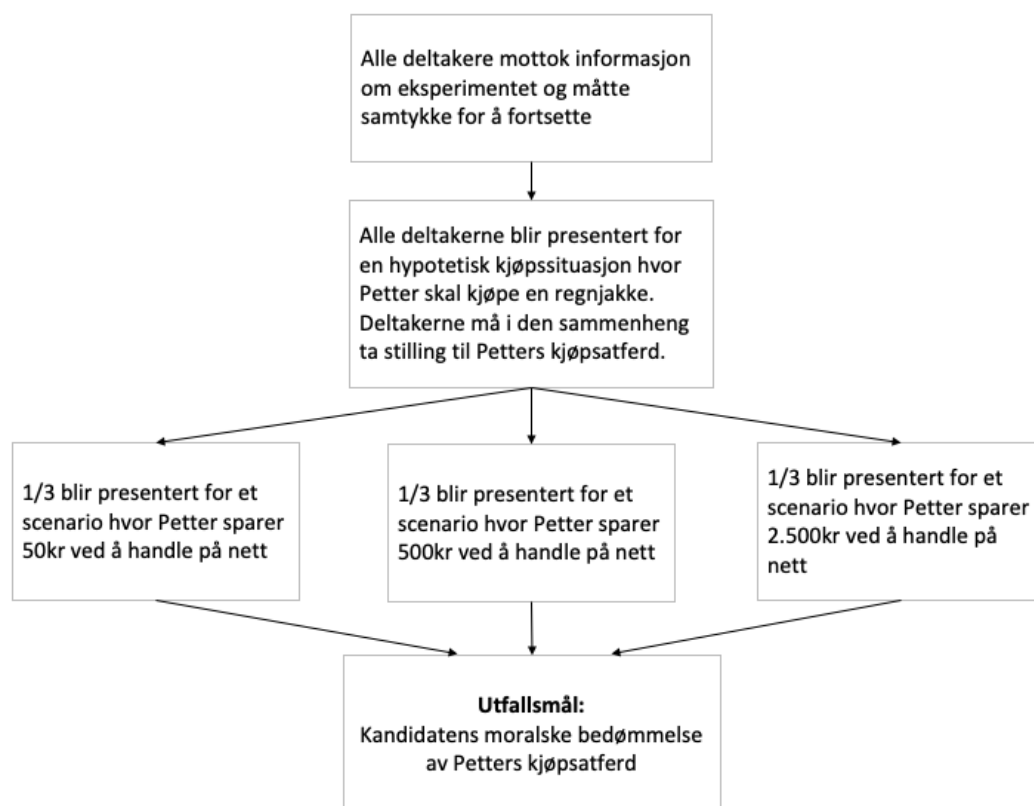 Alle deltakere mottok informasjon
om eksperimentet og måtte
samtykke for å fortsette
Alle deltakerne blir presentert for
en hypotetisk kjøpssituasjon hvor
Petter skal kjøpe en regnjakke.
Deltakerne må i den sammenheng
ta stilling til Petters kjøpsatferd.
1/3 blir presentert for et
scenario hvor Petter sparer
50kr ved å handle på nett
1/3 blir presentert for et
scenario hvor Petter sparer
500kr ved å handle på nett
1/3 blir presentert for et
scenario hvor Petter sparer
2.500kr ved å handle på
nett
Utfallsmål:
Kandidatens moralske bedømmelse
av Petters kjøpsatferd